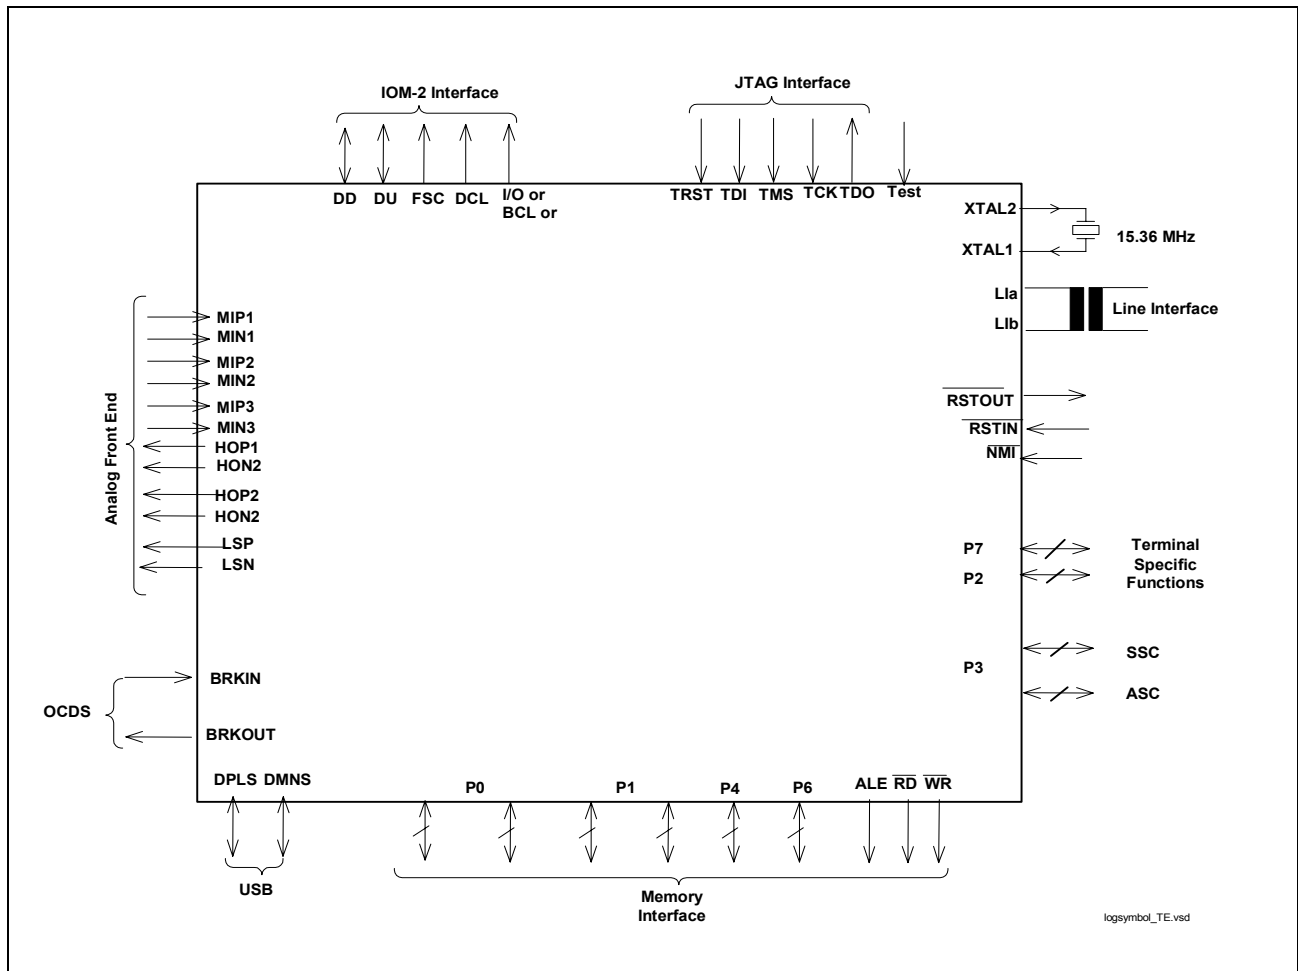 IOM-2 Interface
JTAG Interface
DD DU FSC DCL I/O or
BCL or
TRST TDI TMS TCK TDO Test
XTAL2
XTAL1
15.36 MHz
LIa
LIb
Line Interface
RSTOUT
RSTIN
NMI
P7
P2
Terminal
Specific
Functions
P3
SSC
ASC
Analog Front End
MIP1
MIN1
MIP2
MIN2
MIP3
MIN3
HOP1
HON2
HOP2
HON2
LSP
LSN
OCDS
BRKIN
BRKOUT
DPLS DMNS
USB
P0 P1 P4 P6 ALE RD WR
Memory
Interface
logsymbol_TE.vsd